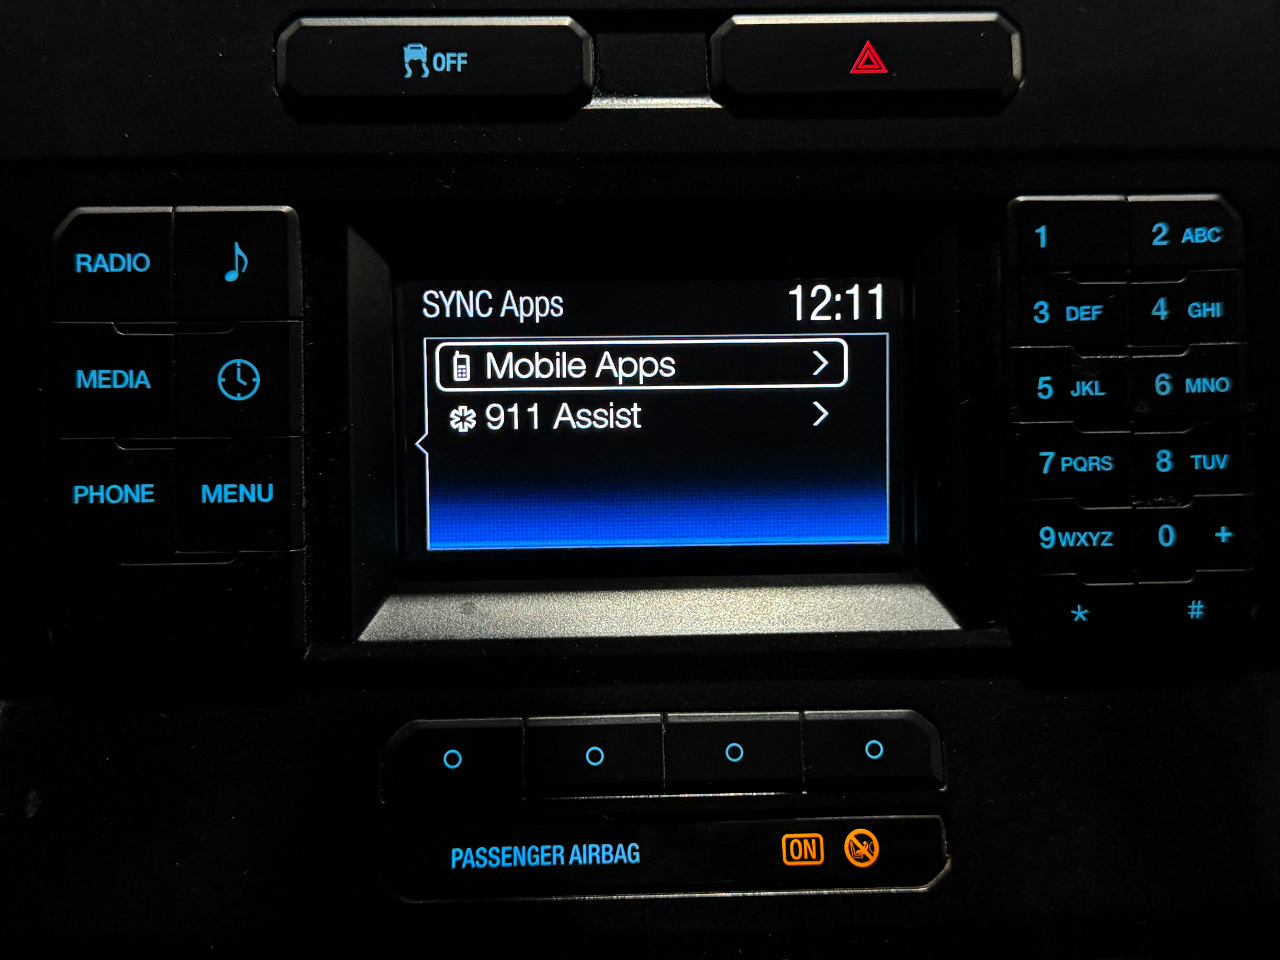 OFF
RADIO
MEDIA
PHONE MENU
SYNC Apps 12:11
Mobile Apps
911 Assist
1 2 ABC
3 DEF 4 GHI
5 JKL 6 MNO
7 PQRS 8 TUV
9 WXYZ 0 +
* #
PASSENGER AIRBAG ON